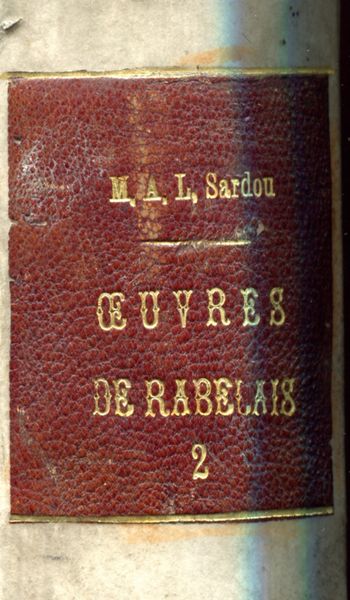 M. A. L. Sardou
ŒUVRES
DE RABELAIS
2